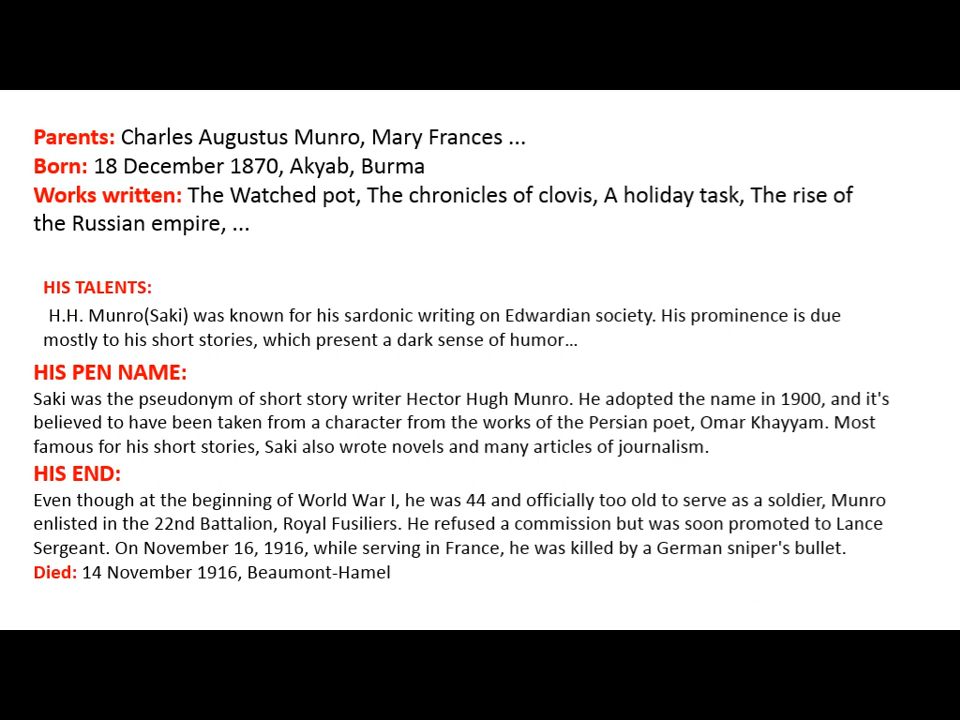 Parents: Charles Augustus Munro, Mary Frances ...
Born: 18 December 1870, Akyab, Burma
Works written: The Watched pot, The chronicles of clovis, A holiday task, The rise of
the Russian empire, ...
HIS TALENTS:
H.H. Munro(Saki) was known for his sardonic writing on Edwardian society. His prominence is due
mostly to his short stories, which present a dark sense of humor...
HIS PEN NAME:
Saki was the pseudonym of short story writer Hector Hugh Munro. He adopted the name in 1900, and it's
believed to have been taken from a character from the works of the Persian poet, Omar Khayyam. Most
famous for his short stories, Saki also wrote novels and many articles of journalism.
HIS END:
Even though at the beginning of World War I, he was 44 and officially too old to serve as a soldier, Munro
enlisted in the 22nd Battalion, Royal Fusiliers. He refused a commission but was soon promoted to Lance
Sergeant. On November 16, 1916, while serving in France, he was killed by a German sniper's bullet.
Died: 14 November 1916, Beaumont-Hamel